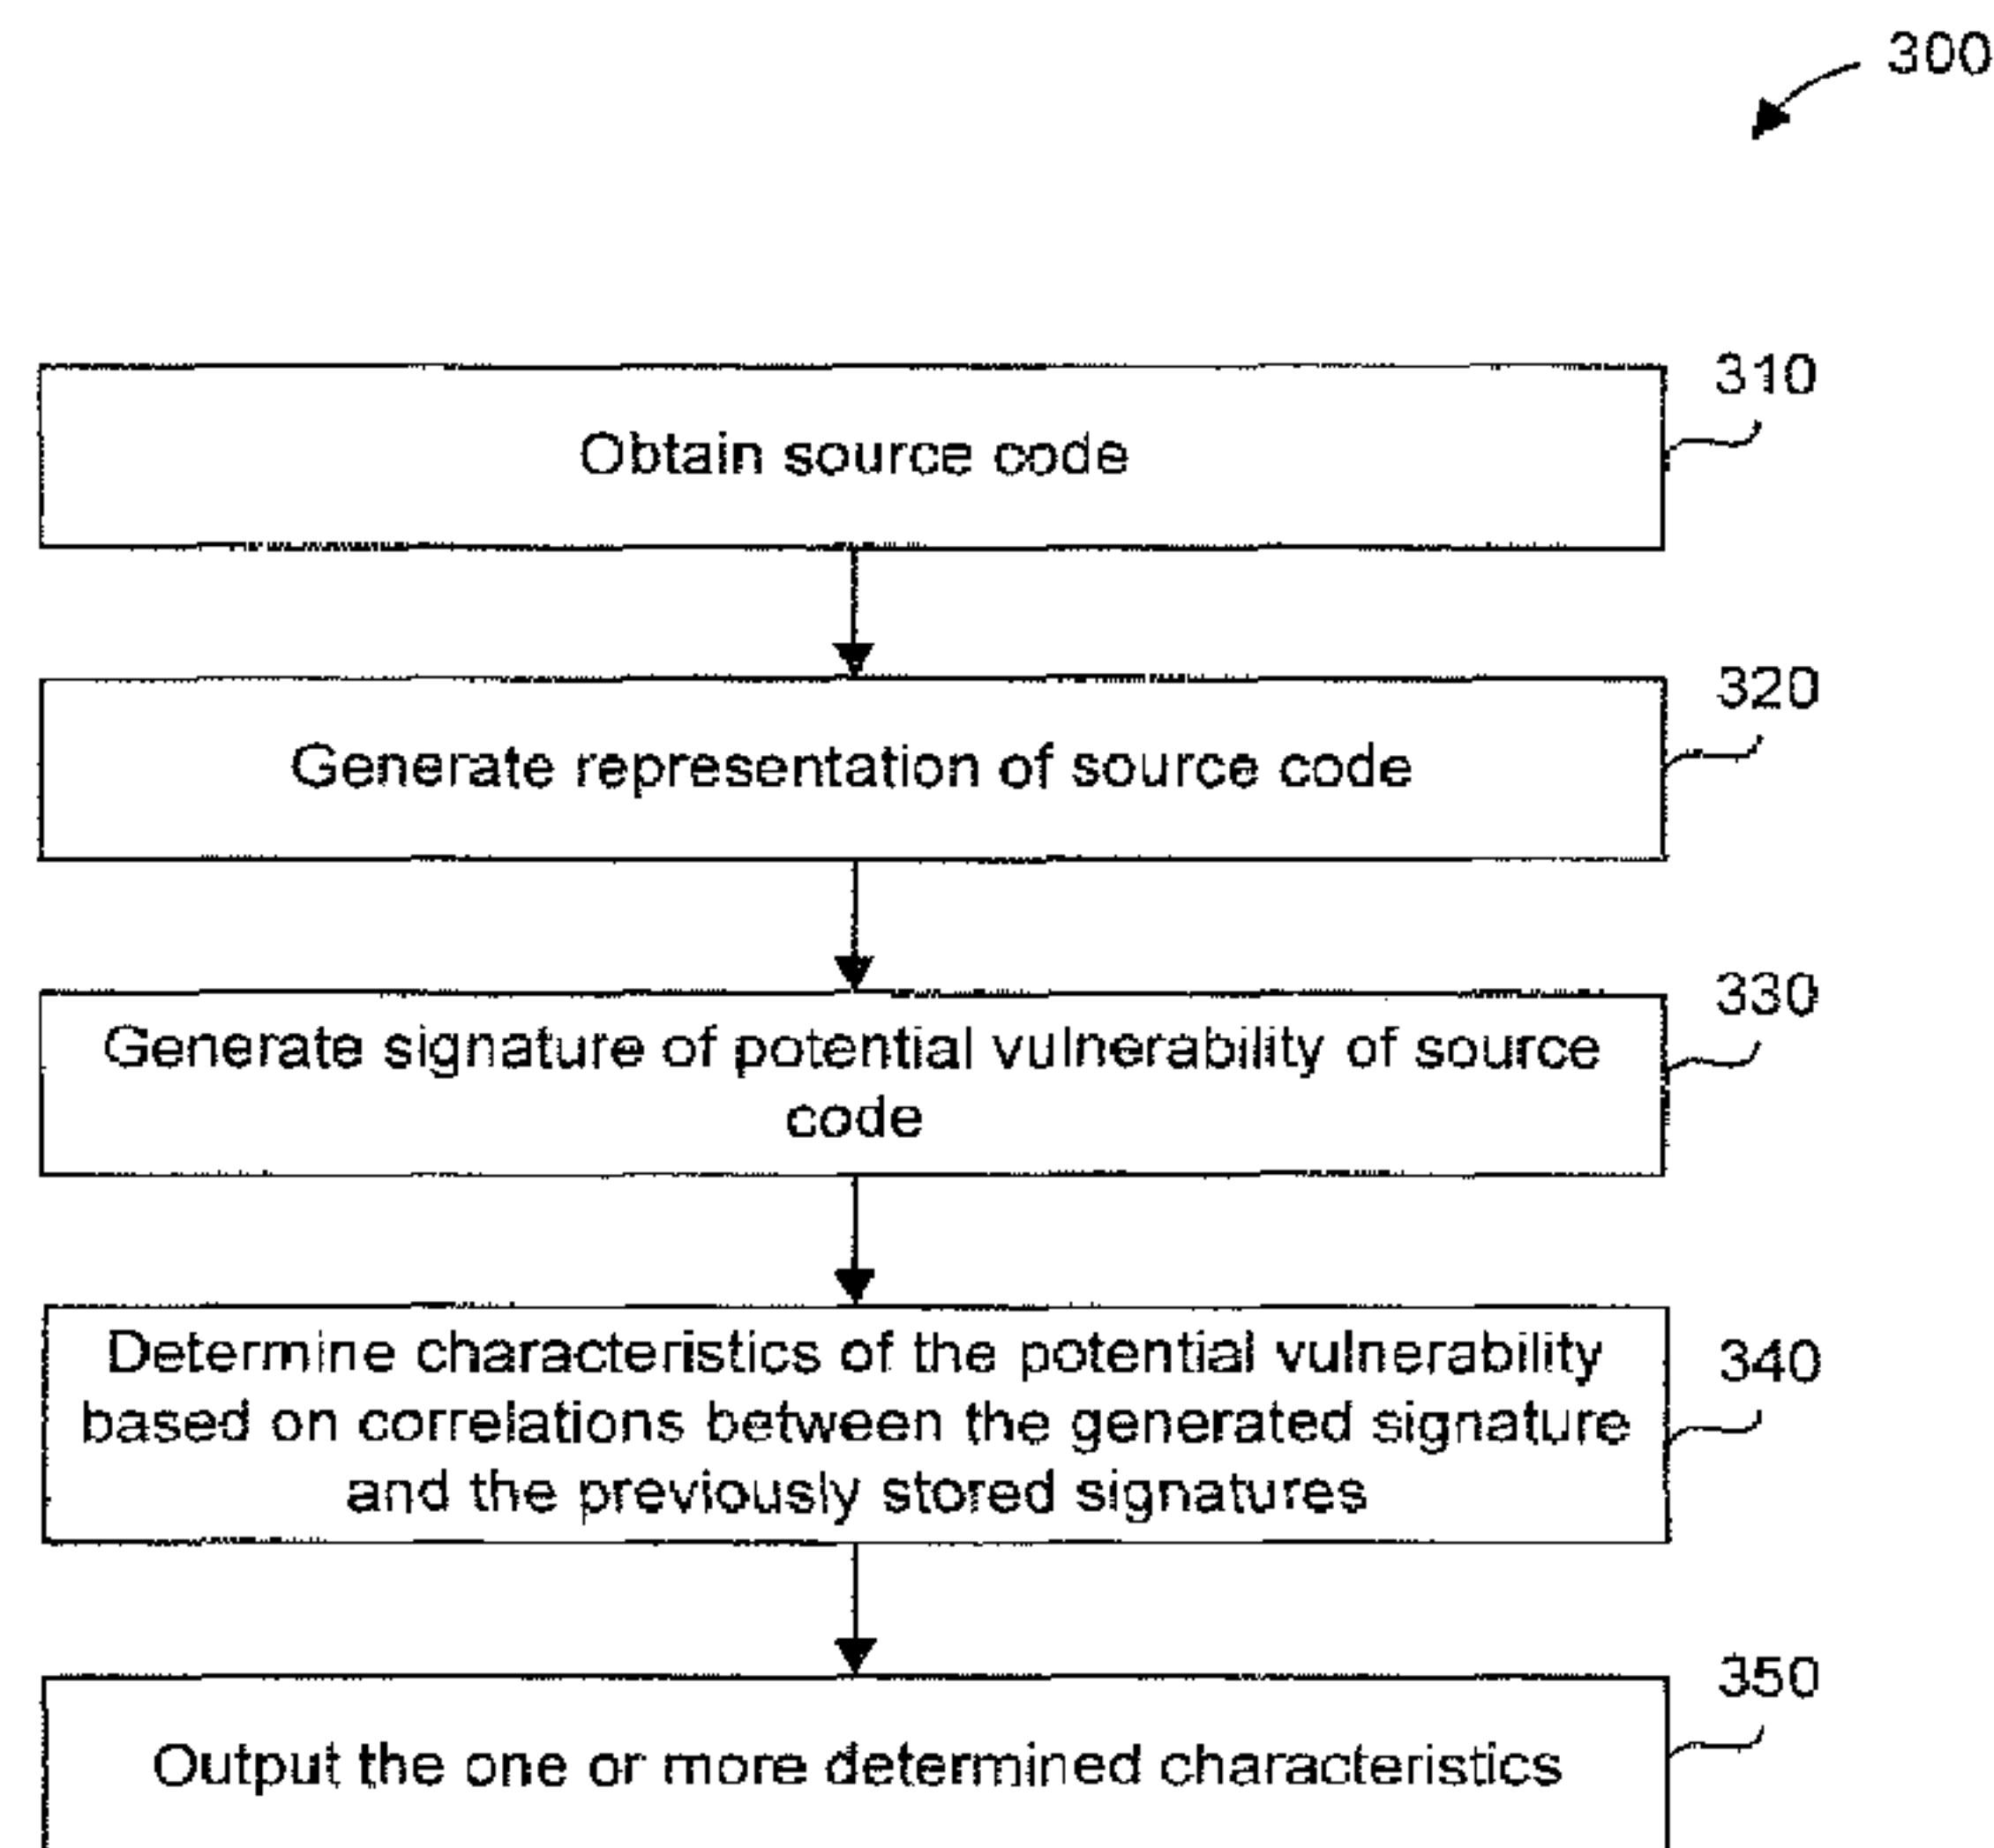 300
310
Obtain source code
320
Generate representation of source code
330
Generate signature of potential vulnerability of source
code
340
Determine characteristics of the potential vulnerability
based on correlations between the generated signature
and the previously stored signatures
350
Output the one or more determined characteristics